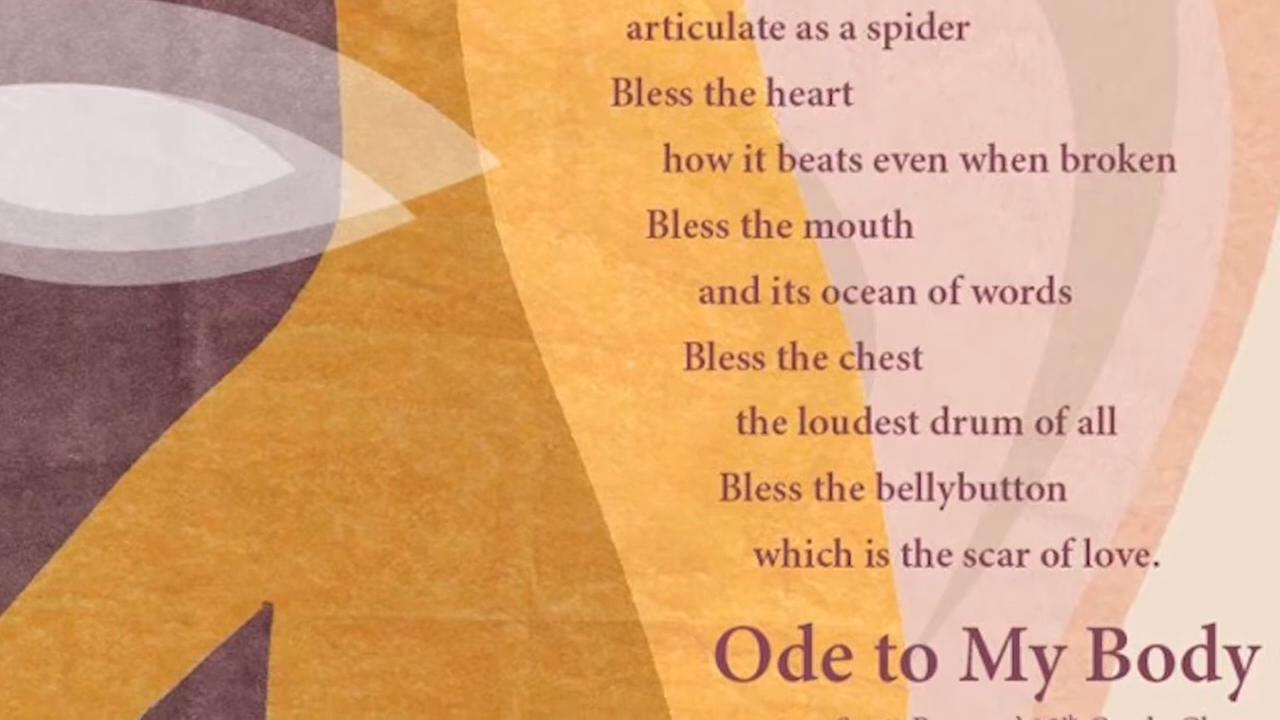 articulate as a spider
Bless the heart
how it beats even when broken
Bless the mouth
and its ocean of words
Bless the chest
the loudest drum of all
Bless the bellybutton
which is the scar of love.
Ode to My Body